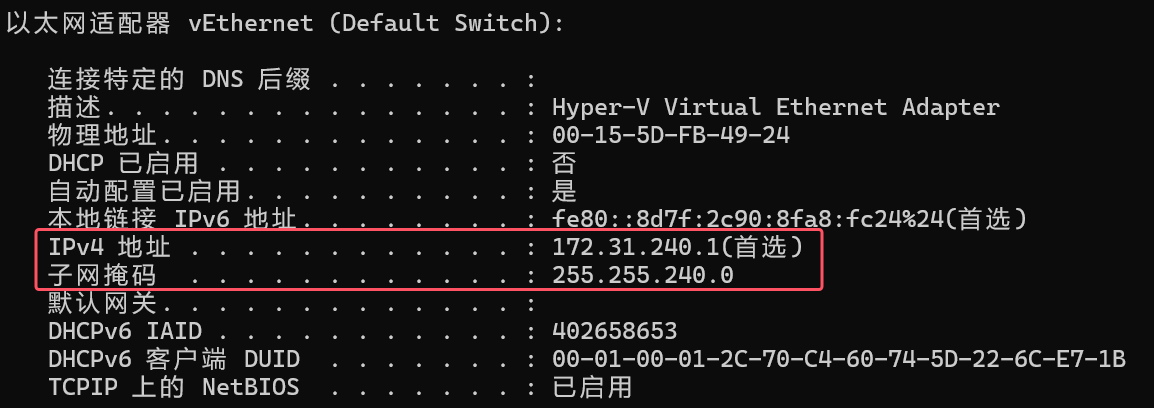 以太网适配器 vEthernet (Default Switch):
连接特定的 DNS 后缀 . . . . . . . :
描述. . . . . . . . . . . . . . . : Hyper-V Virtual Ethernet Adapter
物理地址. . . . . . . . . . . . . : 00-15-5D-FB-49-24
DHCP 已启用 . . . . . . . . . . . : 否
自动配置已启用. . . . . . . . . . : 是
本地链接 IPv6 地址. . . . . . . . : fe80::8d7f:2c90:8fa8:fc24%24(首选)
IPv4 地址 . . . . . . . . . . . . : 172.31.240.1(首选)
子网掩码  . . . . . . . . . . . . : 255.255.240.0
默认网关. . . . . . . . . . . . . :
DHCPv6 IAID . . . . . . . . . . . : 402658653
DHCPv6 客户端 DUID  . . . . . . . : 00-01-00-01-2C-70-C4-60-74-5D-22-6C-E7-1B
TCPIP 上的 NetBIOS  . . . . . . . : 已启用